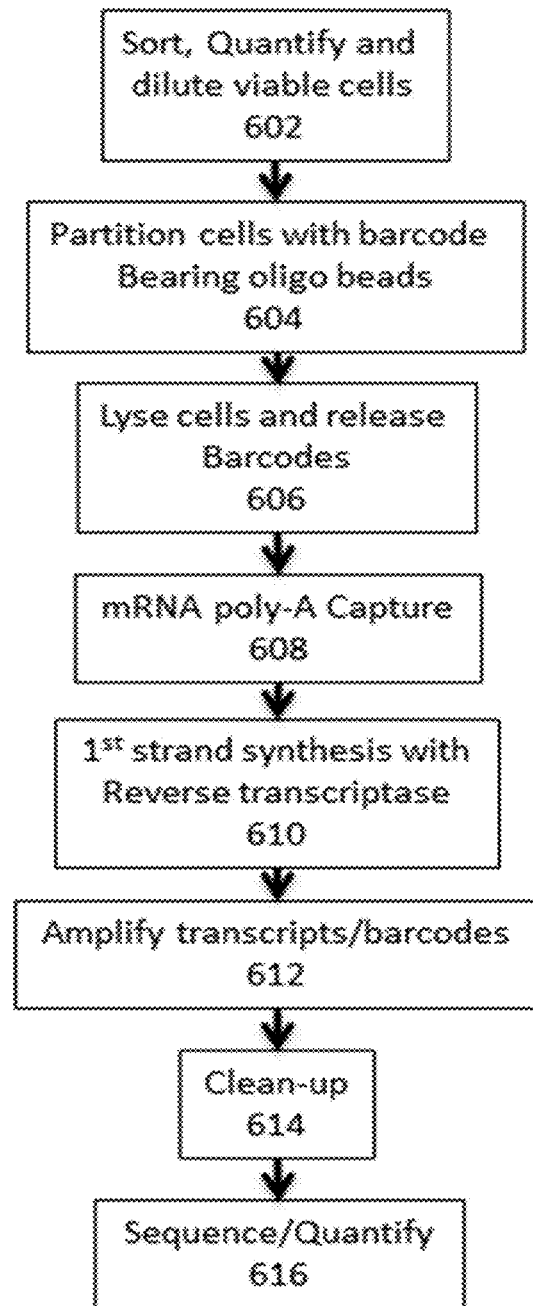 Sort, Quantify and
dilute viable cells
602
Partition cells with barcode
Bearing oligo beads
604
Lyse cells and release
Barcodes
606
mRNA poly-A Capture
608
1st strand synthesis with
Reverse transcriptase
610
Amplify transcripts/barcodes
612
Clean-up
614
Sequence/Quantify
616